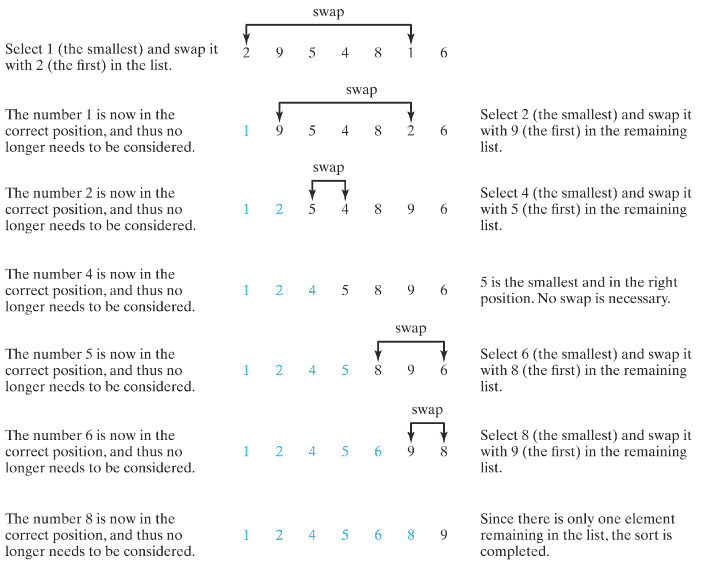 swap
Select 1 (the smallest) and swap it
with 2 (the first) in the list.
2 9 5 4 8 1 6
swap
The number 1 is now in the
correct position, and thus no
longer needs to be considered.
1 9 5 4 8 2 6
Select 2 (the smallest) and swap it
with 9 (the first) in the remaining
list.
swap
The number 2 is now in the
correct position, and thus no
longer needs to be considered.
1 2 5 4 8 9 6
Select 4 (the smallest) and swap it
with 5 (the first) in the remaining
list.
The number 4 is now in the
correct position, and thus no
longer needs to be considered.
1 2 4 5 8 9 6
5 is the smallest and in the right
position. No swap is necessary.
swap
The number 5 is now in the
correct position, and thus no
longer needs to be considered.
1 2 4 5 8 9 6
Select 6 (the smallest) and swap it
with 8 (the first) in the remaining
list.
swap
The number 6 is now in the
correct position, and thus no
longer needs to be considered.
1 2 4 5 6 9 8
Select 8 (the smallest) and swap it
with 9 (the first) in the remaining
list.
The number 8 is now in the
correct position, and thus no
longer needs to be considered.
1 2 4 5 6 8 9
Since there is only one element
remaining in the list, the sort is
completed.